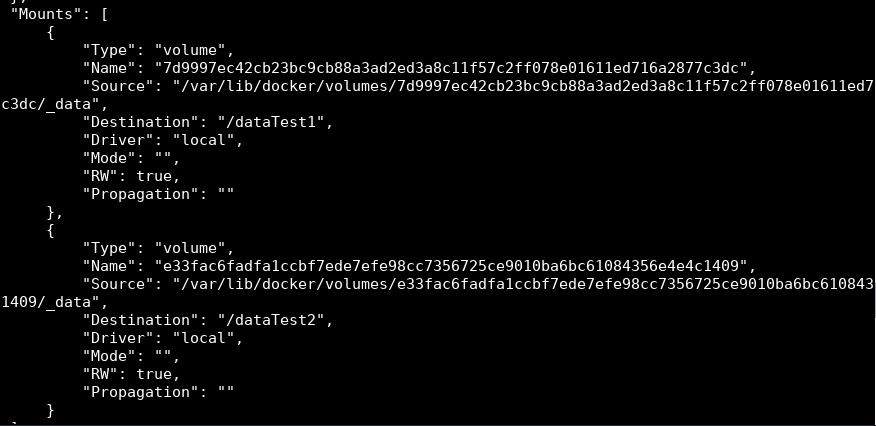 },
"Mounts": [
{
"Type": "volume",
"Name": "7d9997ec42cb23bc9cb88a3ad2ed3a8c11f57c2ff078e01611ed716a2877c3dc",
"Source": "/var/lib/docker/volumes/7d9997ec42cb23bc9cb88a3ad2ed3a8c11f57c2ff078e01611ed7
c3dc/_data",
"Destination": "/dataTest1",
"Driver": "local",
"Mode": "",
"RW": true,
"Propagation": ""
},
{
"Type": "volume",
"Name": "e33fac6fadfa1ccbf7ede7efe98cc7356725ce9010ba6bc61084356e4e4c1409",
"Source": "/var/lib/docker/volumes/e33fac6fadfa1ccbf7ede7efe98cc7356725ce9010ba6bc610843
1409/_data",
"Destination": "/dataTest2",
"Driver": "local",
"Mode": "",
"RW": true,
"Propagation": ""
}